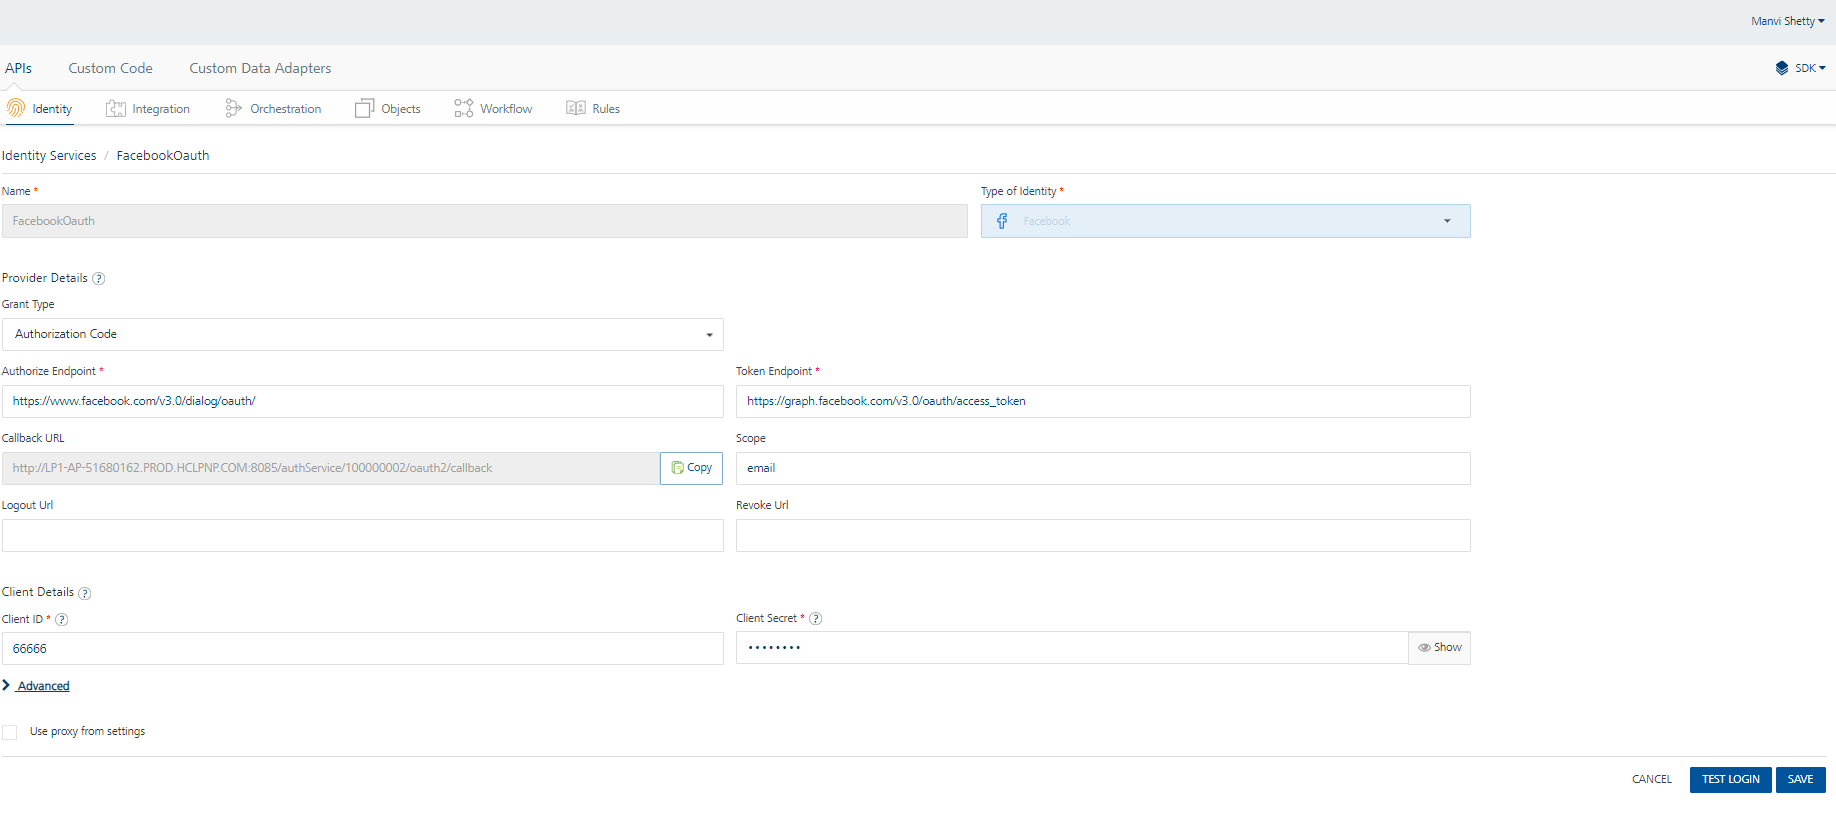 Manvi Shetty
APIs Custom Code Custom Data Adapters SDK
Identity Integration Orchestration Objects Workflow Rules
Identity Services / FacebookOauth
Name * Type of Identity *
FacebookOauth Facebook
Provider Details ?
Grant Type
Authorization Code
Authorize Endpoint * Token Endpoint *
https://www.facebook.com/v3.0/dialog/oauth/ https://graph.facebook.com/v3.0/oauth/access_token
Callback URL Scope
http://LP1-AP-51680162.PROD.HCLPNP.COM:8085/authService/100000002/oauth2/callback Copy email
Logout Url Revoke Url
Client Details ?
Client ID * ? Client Secret * ?
66666 •••••••• Show
Advanced
Use proxy from settings
CANCEL TEST LOGIN SAVE